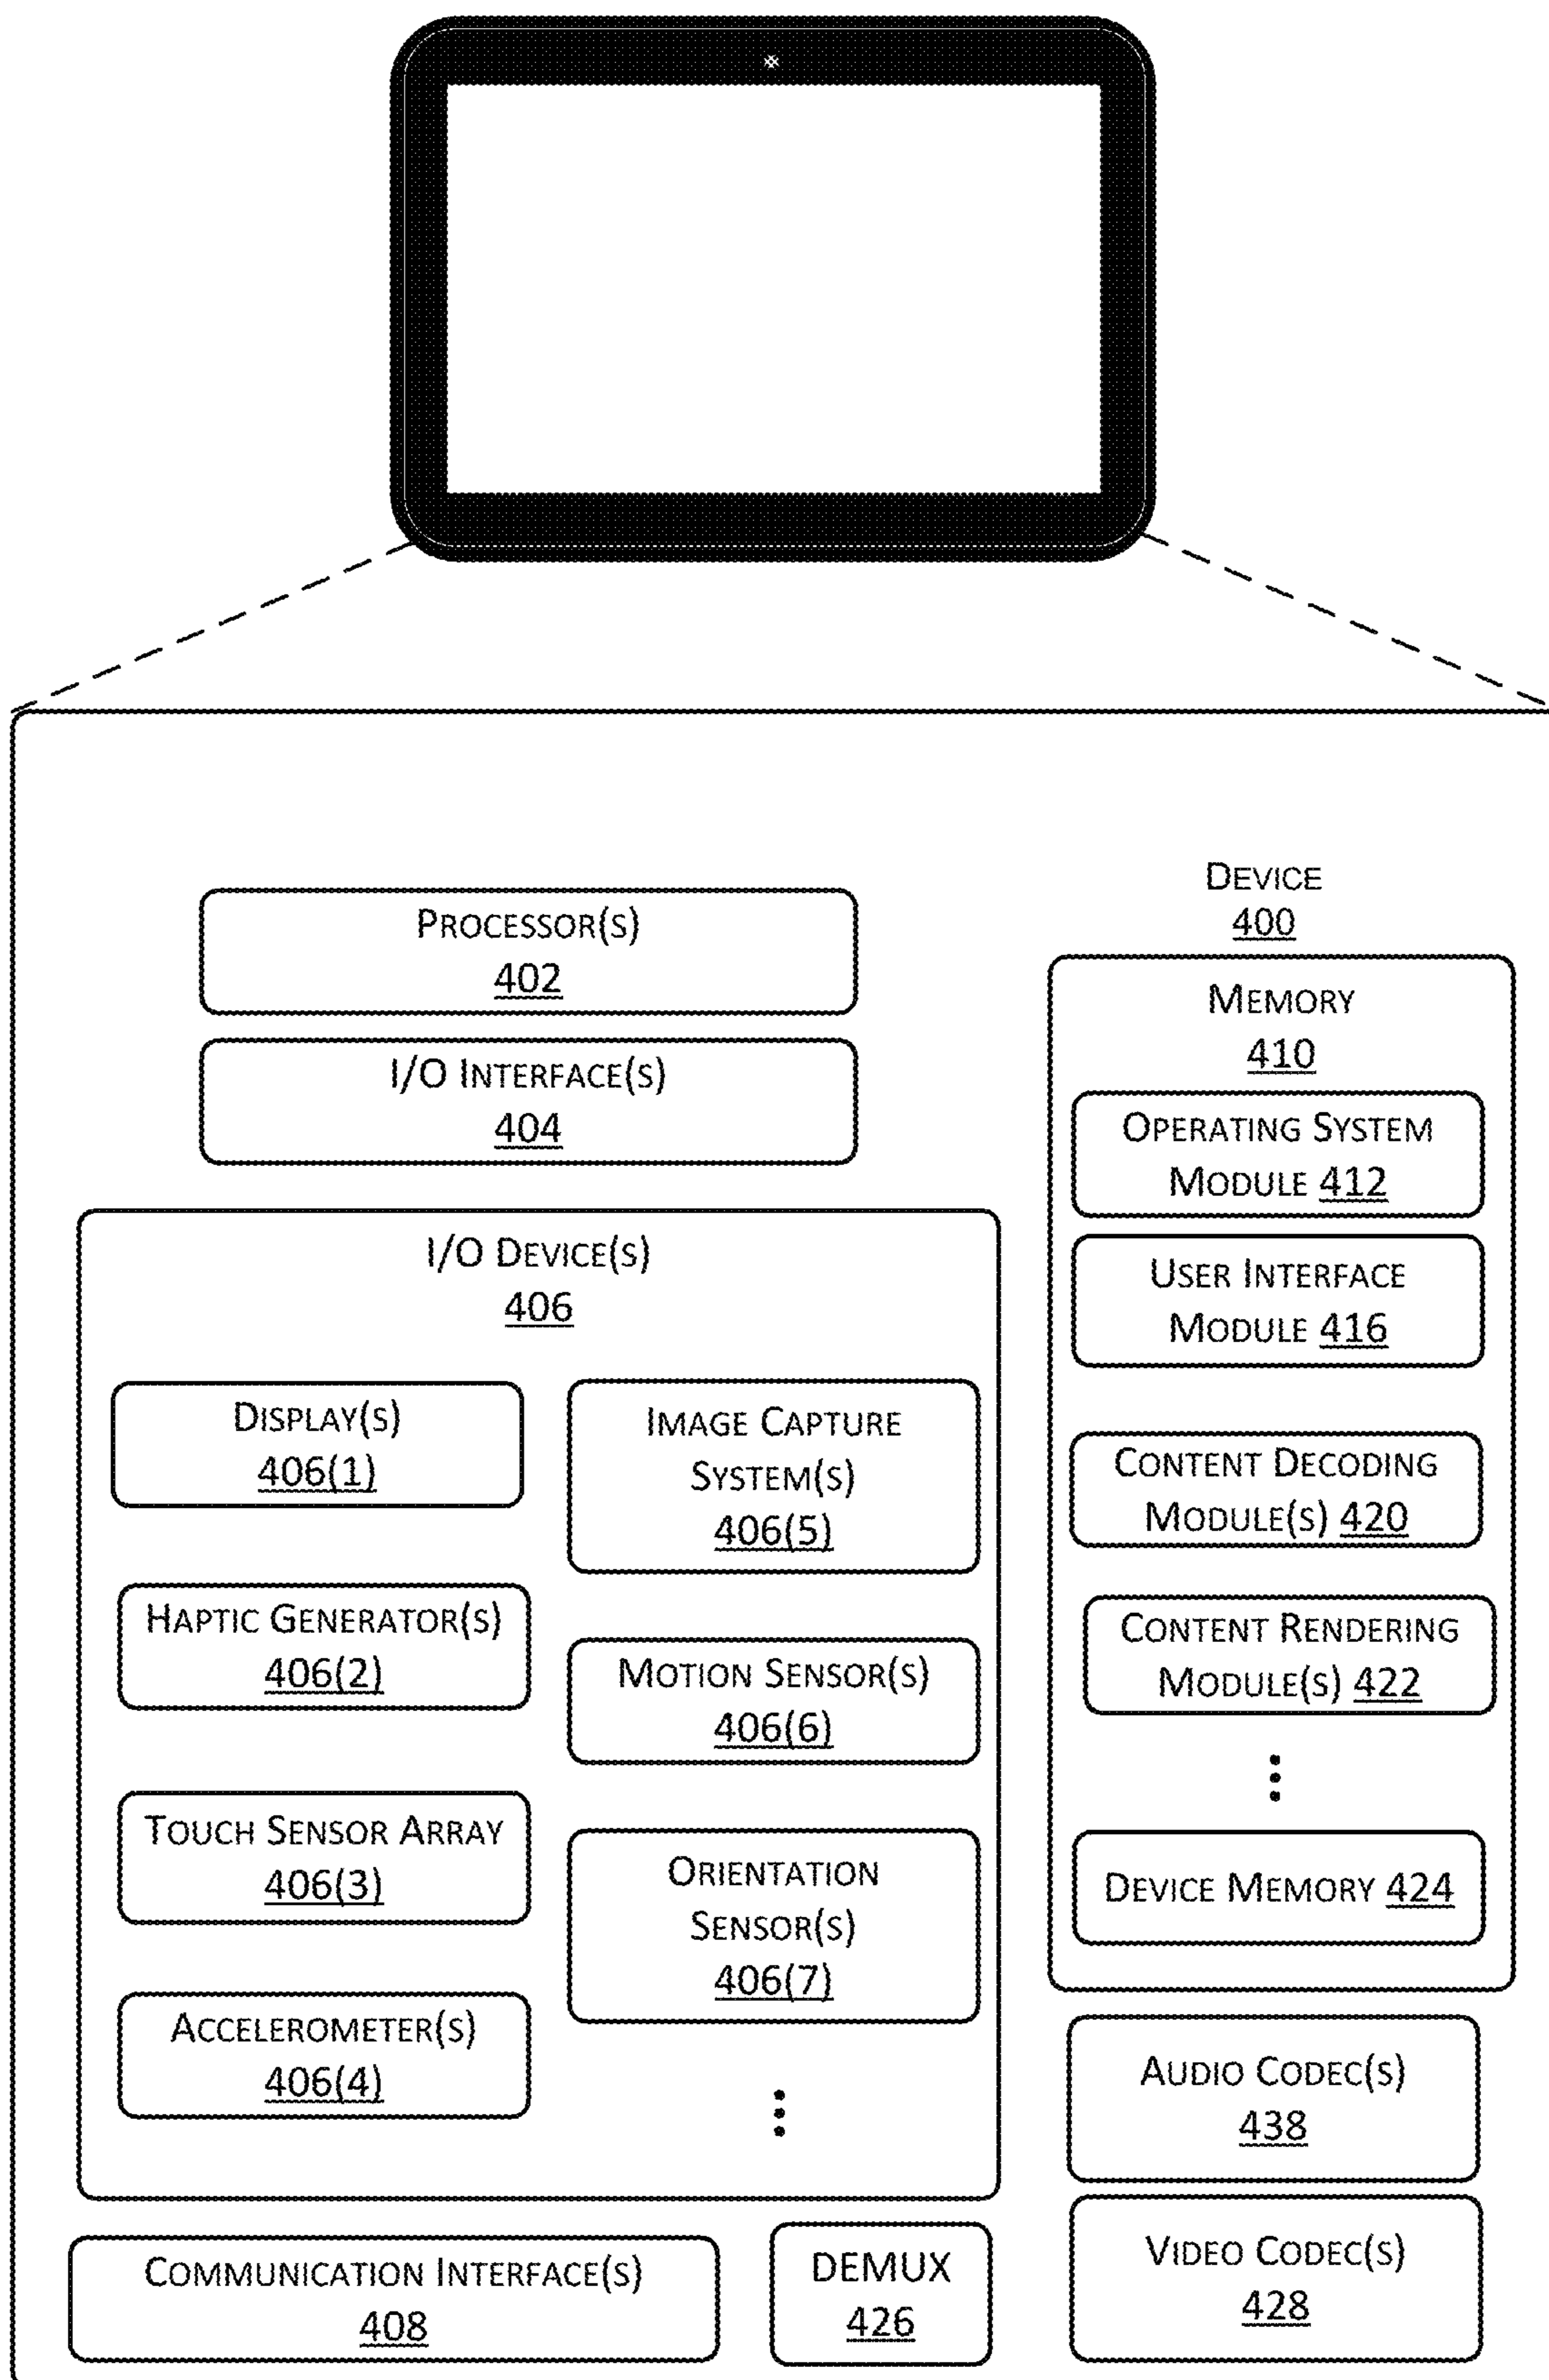 DEVICE
400
PROCESSOR(S)
402
I/O INTERFACE(S)
404
I/O DEVICE(S)
406
DISPLAY(S)
406(1)
HAPTIC GENERATOR(S)
406(2)
TOUCH SENSOR ARRAY
406(3)
ACCELEROMETER(S)
406(4)
IMAGE CAPTURE
SYSTEM(S)
406(5)
MOTION SENSOR(S)
406(6)
ORIENTATION
SENSOR(S)
406(7)
COMMUNICATION INTERFACE(S)
408
DEMUX
426
MEMORY
410
OPERATING SYSTEM
MODULE 412
USER INTERFACE
MODULE 416
CONTENT DECODING
MODULE(S) 420
CONTENT RENDERING
MODULE(S) 422
DEVICE MEMORY 424
AUDIO CODEC(S)
438
VIDEO CODEC(S)
428